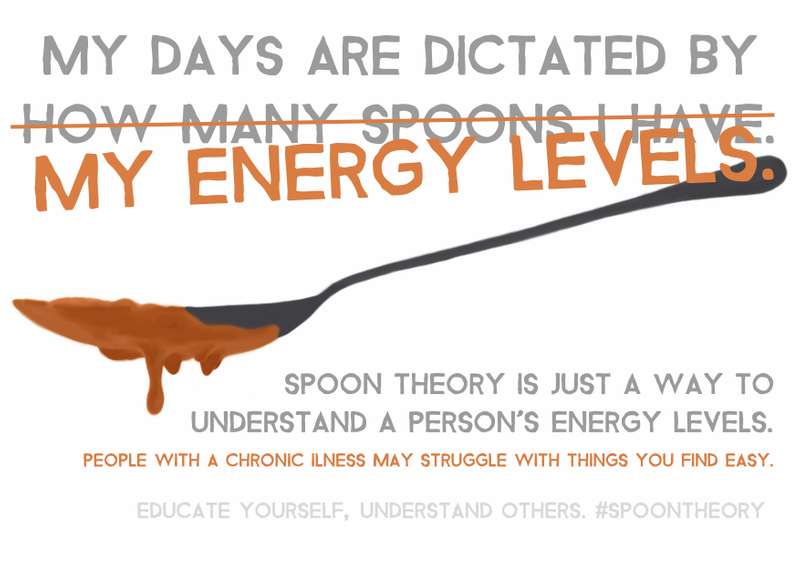 MY DAYS ARE DICTATED BY
HOW MANY SPOONS I HAVE.
MY ENERGY LEVELS.
SPOON THEORY IS JUST A WAY TO
UNDERSTAND A PERSON'S ENERGY LEVELS.
PEOPLE WITH A CHRONIC ILNESS MAY STRUGGLE WITH THINGS YOU FIND EASY.
EDUCATE YOURSELF, UNDERSTAND OTHERS. #SPOONTHEORY